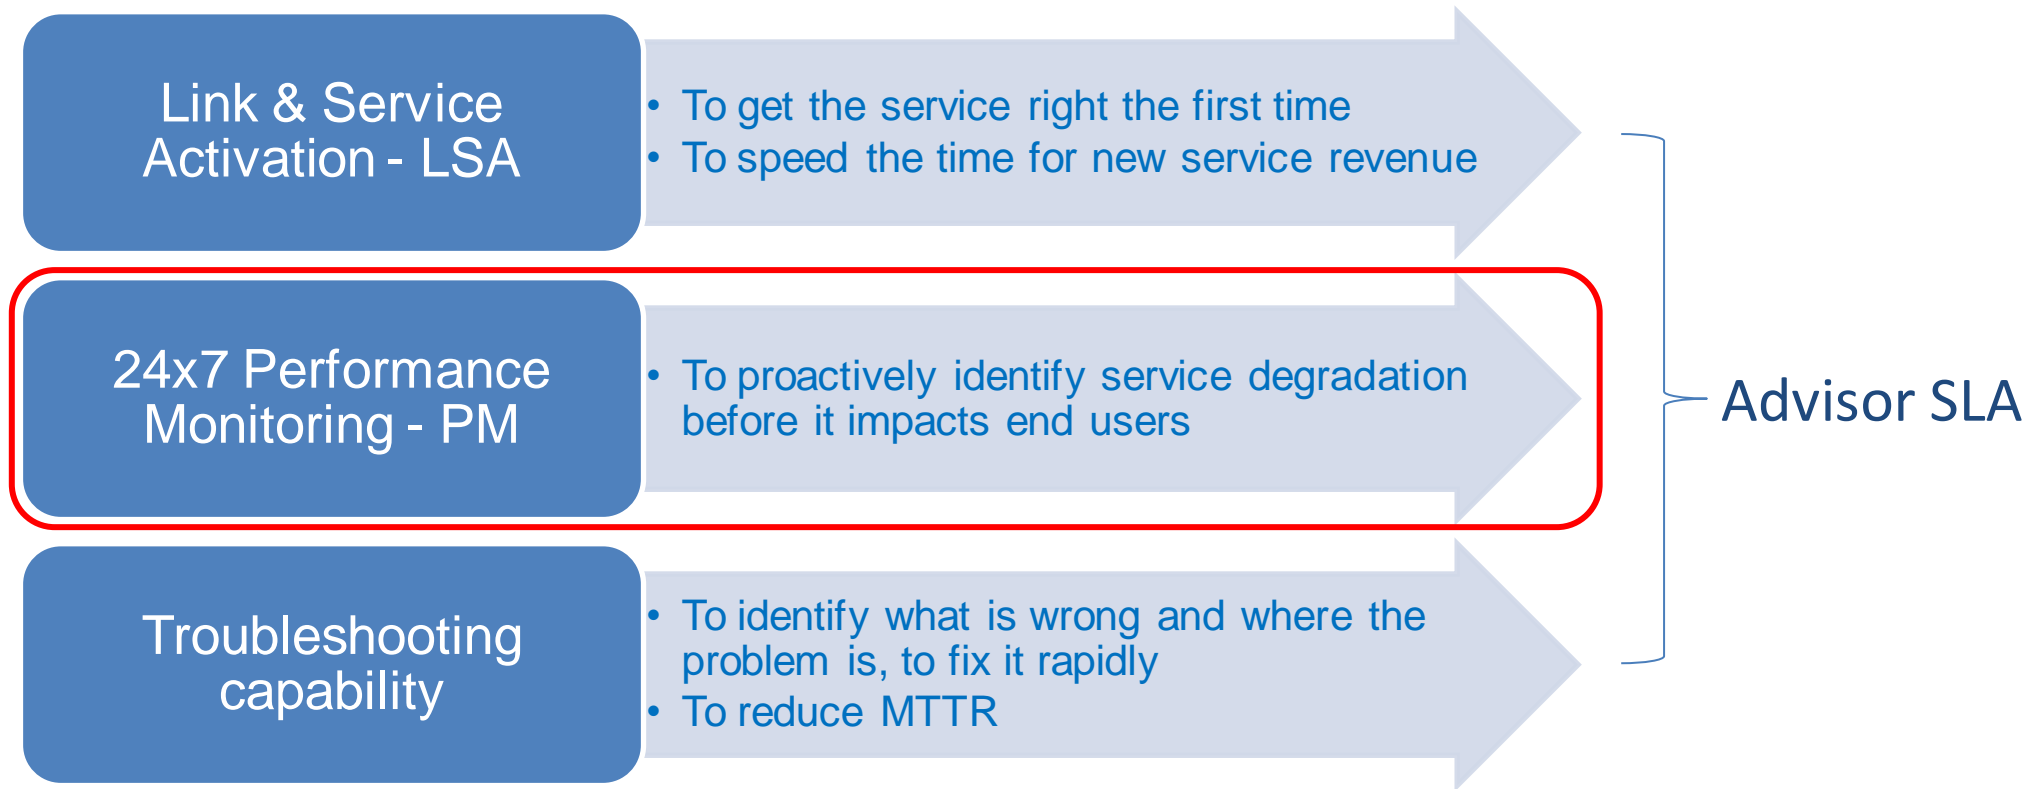 Link & Service
Activation - LSA
• To get the service right the first time
• To speed the time for new service revenue
24x7 Performance
Monitoring - PM
• To proactively identify service degradation
before it impacts end users
Advisor SLA
Troubleshooting
capability
• To identify what is wrong and where the
problem is, to fix it rapidly
• To reduce MTTR